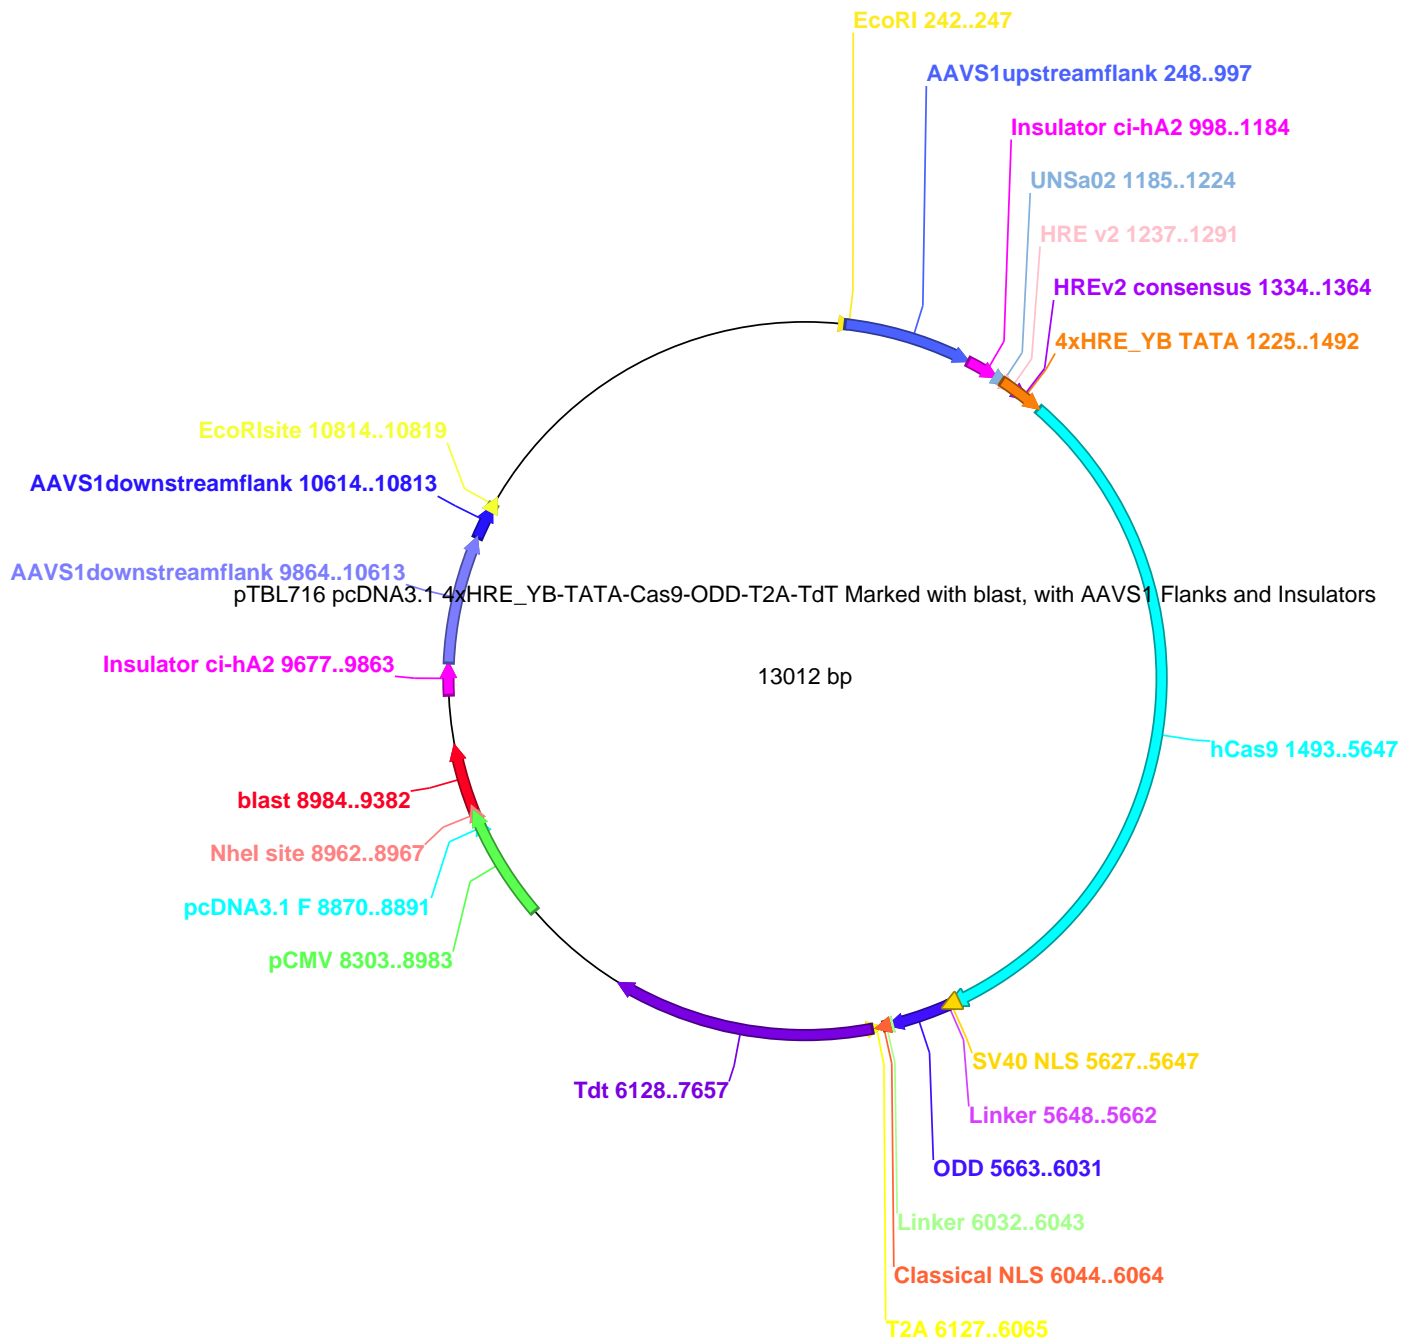 EcoRI 242..247
AAVS1upstreamflank 248..997
Insulator ci-hA2 998..1184
UNSa02 1185..1224
HRE v2 1237..1291
HREv2 consensus 1334..1364
4xHRE_YB TATA 1225..1492
EcoRIsite 10814..10819
AAVS1downstreamflank 10614..10813
AAVS1downstreamflank 9864..10613
pTBL716 pcDNA3.1 4xHRE_YB-TATA-Cas9-ODD-T2A-TdT Marked with blast, with AAVS1 Flanks and Insulators
Insulator ci-hA2 9677..9863
13012 bp
hCas9 1493..5647
blast 8984..9382
NheI site 8962..8967
pcDNA3.1 F 8870..8891
pCMV 8303..8983
SV40 NLS 5627..5647
Tdt 6128..7657
Linker 5648..5662
ODD 5663..6031
Linker 6032..6043
Classical NLS 6044..6064
T2A 6127..6065